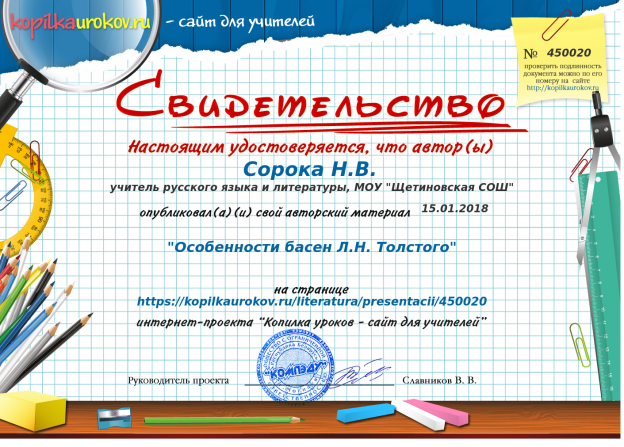 kopilkaurokov.ru - сайт для учителей
№ 450020
проверить подлинность
документа можно по его
номеру на сайте
http://kopilkaurokov.ru
Свидетельство
Настоящим удостоверяется, что автор(ы)
Сорока Н.В.
учитель русского языка и литературы, МОУ "Щетиновская СОШ"
опубликовал(а)(и) свой авторский материал 15.01.2018
"Особенности басен Л.Н. Толстого"
на странице
https://kopilkaurokov.ru/literatura/presentacii/450020
интернет-проекта “Копилка уроков - сайт для учителей”
"КОМПЭДУ"
Руководитель проекта Славников В. В.